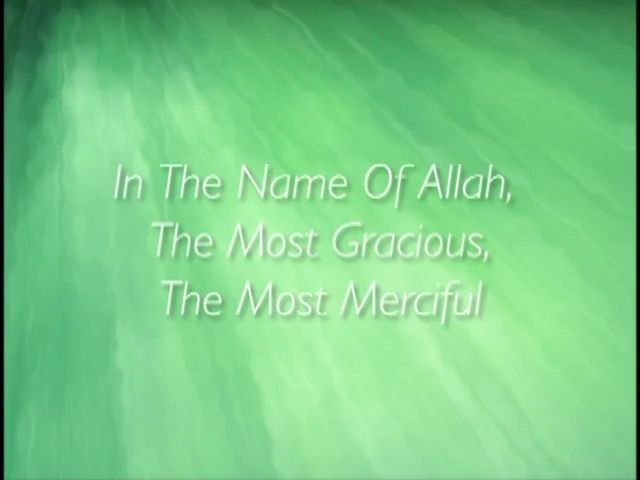 In The Name Of Allah,
The Most Gracious,
The Most Merciful